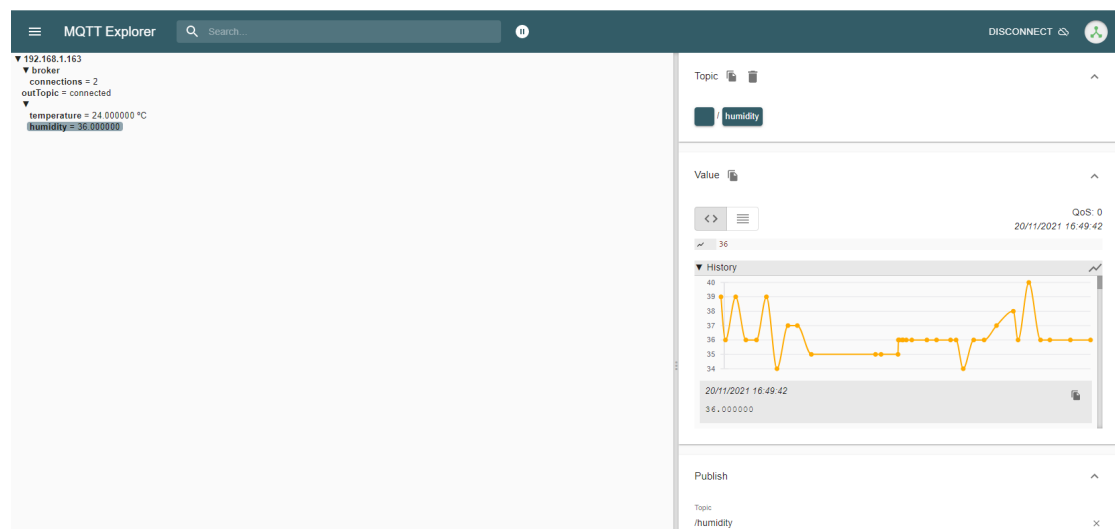 MQTT Explorer
Search...
DISCONNECT
▼ 192.168.1.163
▼ broker
connections = 2
outTopic = connected
▼
temperature = 24.000000 ºC
humidity = 36.000000
Topic
/ humidity
Value
QoS: 0
20/11/2021 16:49:42
36
▼ History
40
39
38
37
36
35
34
20/11/2021 16:49:42
36.000000
Publish
Topic
/humidity